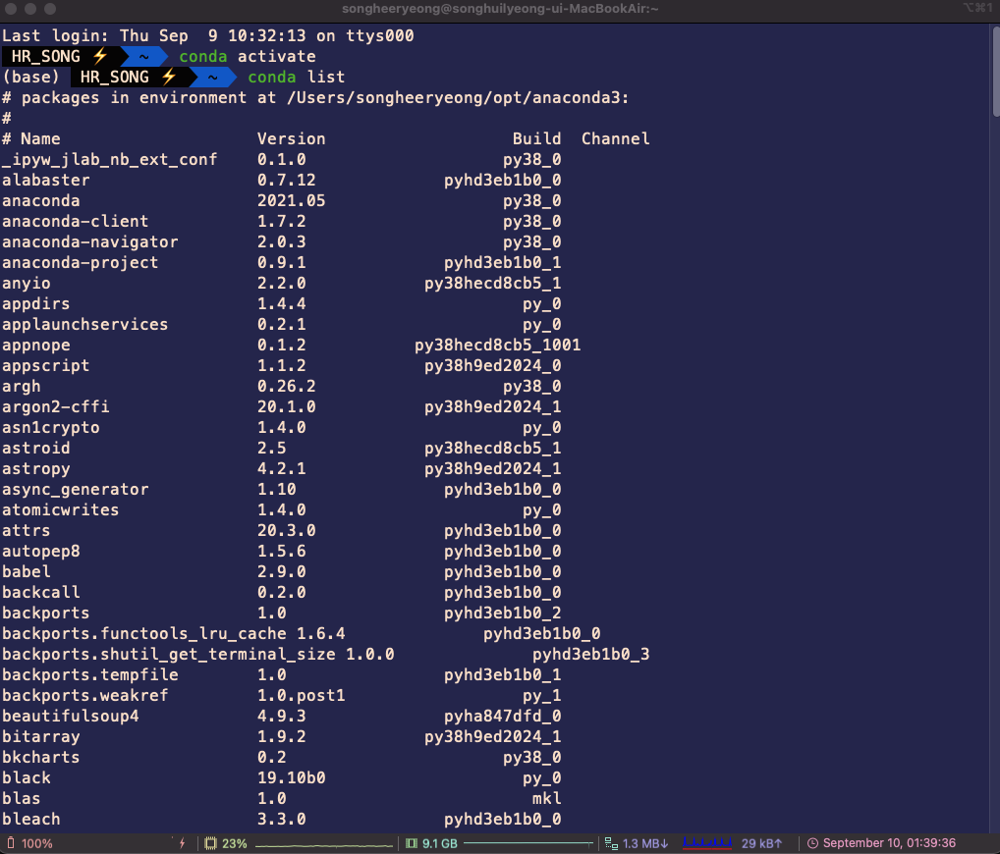 songheeryeong@songhuilyeong-ui-MacBookAir:~
⌥⌘1
Last login: Thu Sep  9 10:32:13 on ttys000
HR_SONG ⚡ ~ conda activate
(base) HR_SONG ⚡ ~ conda list
# packages in environment at /Users/songheeryeong/opt/anaconda3:
#
# Name Version Build Channel
_ipyw_jlab_nb_ext_conf 0.1.0 py38_0
alabaster 0.7.12 pyhd3eb1b0_0
anaconda 2021.05 py38_0
anaconda-client 1.7.2 py38_0
anaconda-navigator 2.0.3 py38_0
anaconda-project 0.9.1 pyhd3eb1b0_1
anyio 2.2.0 py38hecd8cb5_1
appdirs 1.4.4 py_0
applaunchservices 0.2.1 py_0
appnope 0.1.2 py38hecd8cb5_1001
appscript 1.1.2 py38h9ed2024_0
argh 0.26.2 py38_0
argon2-cffi 20.1.0 py38h9ed2024_1
asn1crypto 1.4.0 py_0
astroid 2.5 py38hecd8cb5_1
astropy 4.2.1 py38h9ed2024_1
async_generator 1.10 pyhd3eb1b0_0
atomicwrites 1.4.0 py_0
attrs 20.3.0 pyhd3eb1b0_0
autopep8 1.5.6 pyhd3eb1b0_0
babel 2.9.0 pyhd3eb1b0_0
backcall 0.2.0 pyhd3eb1b0_0
backports 1.0 pyhd3eb1b0_2
backports.functools_lru_cache 1.6.4 pyhd3eb1b0_0
backports.shutil_get_terminal_size 1.0.0 pyhd3eb1b0_3
backports.tempfile 1.0 pyhd3eb1b0_1
backports.weakref 1.0.post1 py_1
beautifulsoup4 4.9.3 pyha847dfd_0
bitarray 1.9.2 py38h9ed2024_1
bkcharts 0.2 py38_0
black 19.10b0 py_0
blas 1.0 mkl
bleach 3.3.0 pyhd3eb1b0_0
100% ⚡ 23% 9.1 GB 1.3 MB↓ 29 kB↑ September 10, 01:39:36